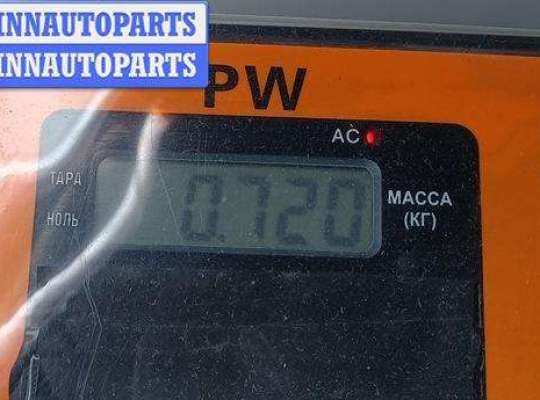 INNAUTOPARTS
INNAUTOPARTS
PW
AC
ТАРА
НОЛЬ
0.720
МАССА
(КГ)